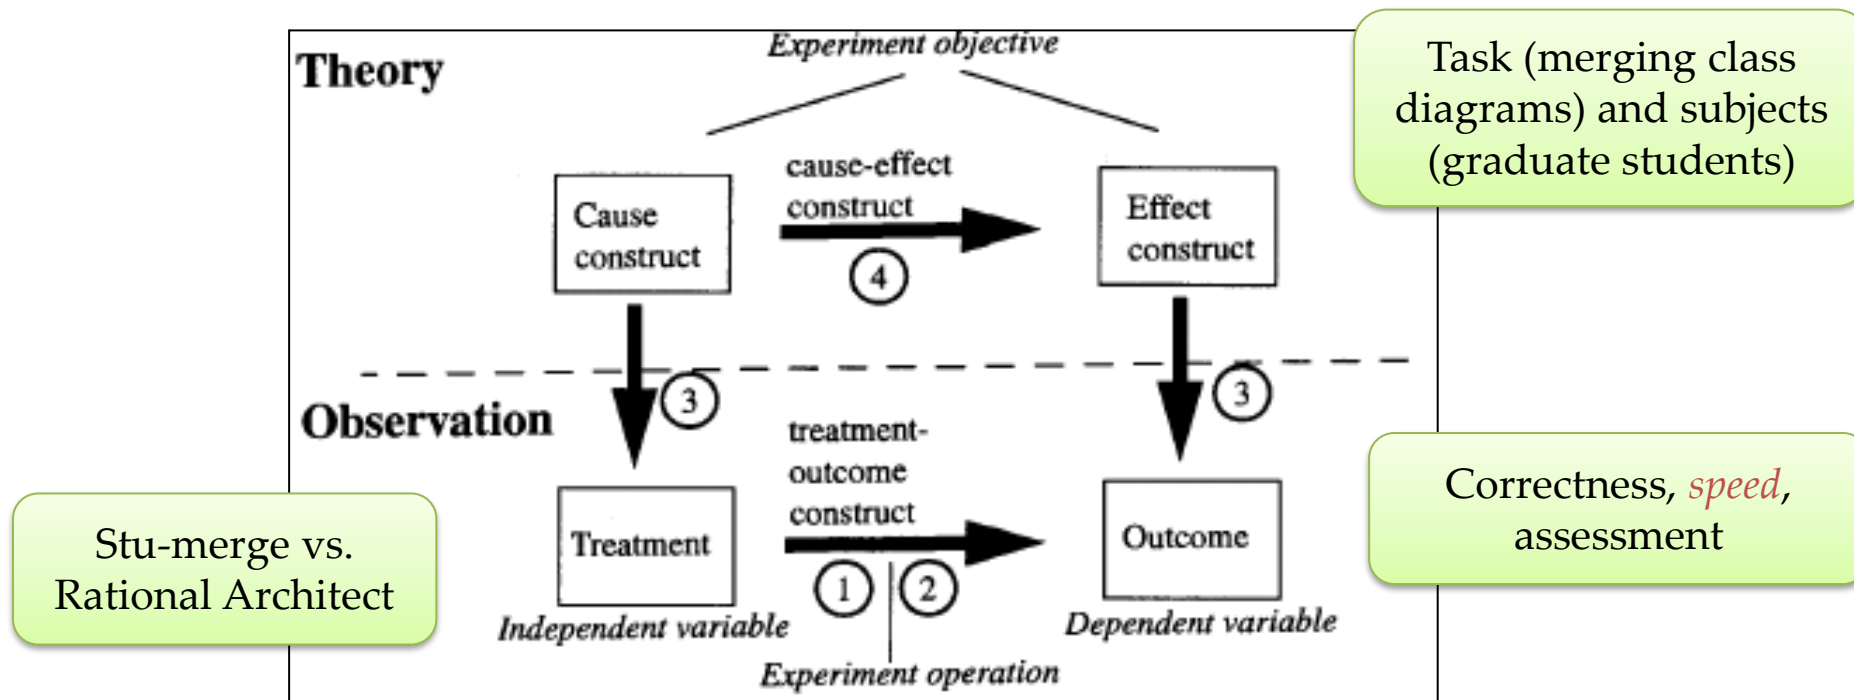 Experiment objective
Theory
Task (merging class
diagrams) and subjects
(graduate students)
cause-effect
construct
Cause
construct
Effect
construct
4
3
3
Observation
treatment-
outcome
construct
Treatment
Outcome
1 2
Independent variable
Dependent variable
Experiment operation
Stu-merge vs.
Rational Architect
Correctness, speed,
assessment